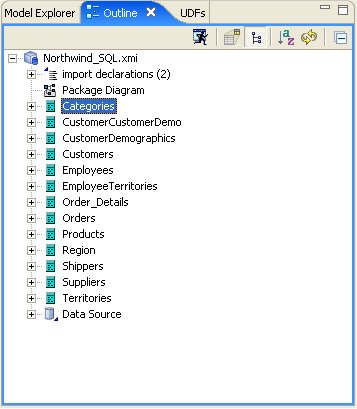 Model Explorer Outline UDFs
Northwind_SQL.xmi
import declarations (2)
Package Diagram
Categories
CustomerCustomerDemo
CustomerDemographics
Customers
Employees
EmployeeTerritories
Order_Details
Orders
Products
Region
Shippers
Suppliers
Territories
Data Source